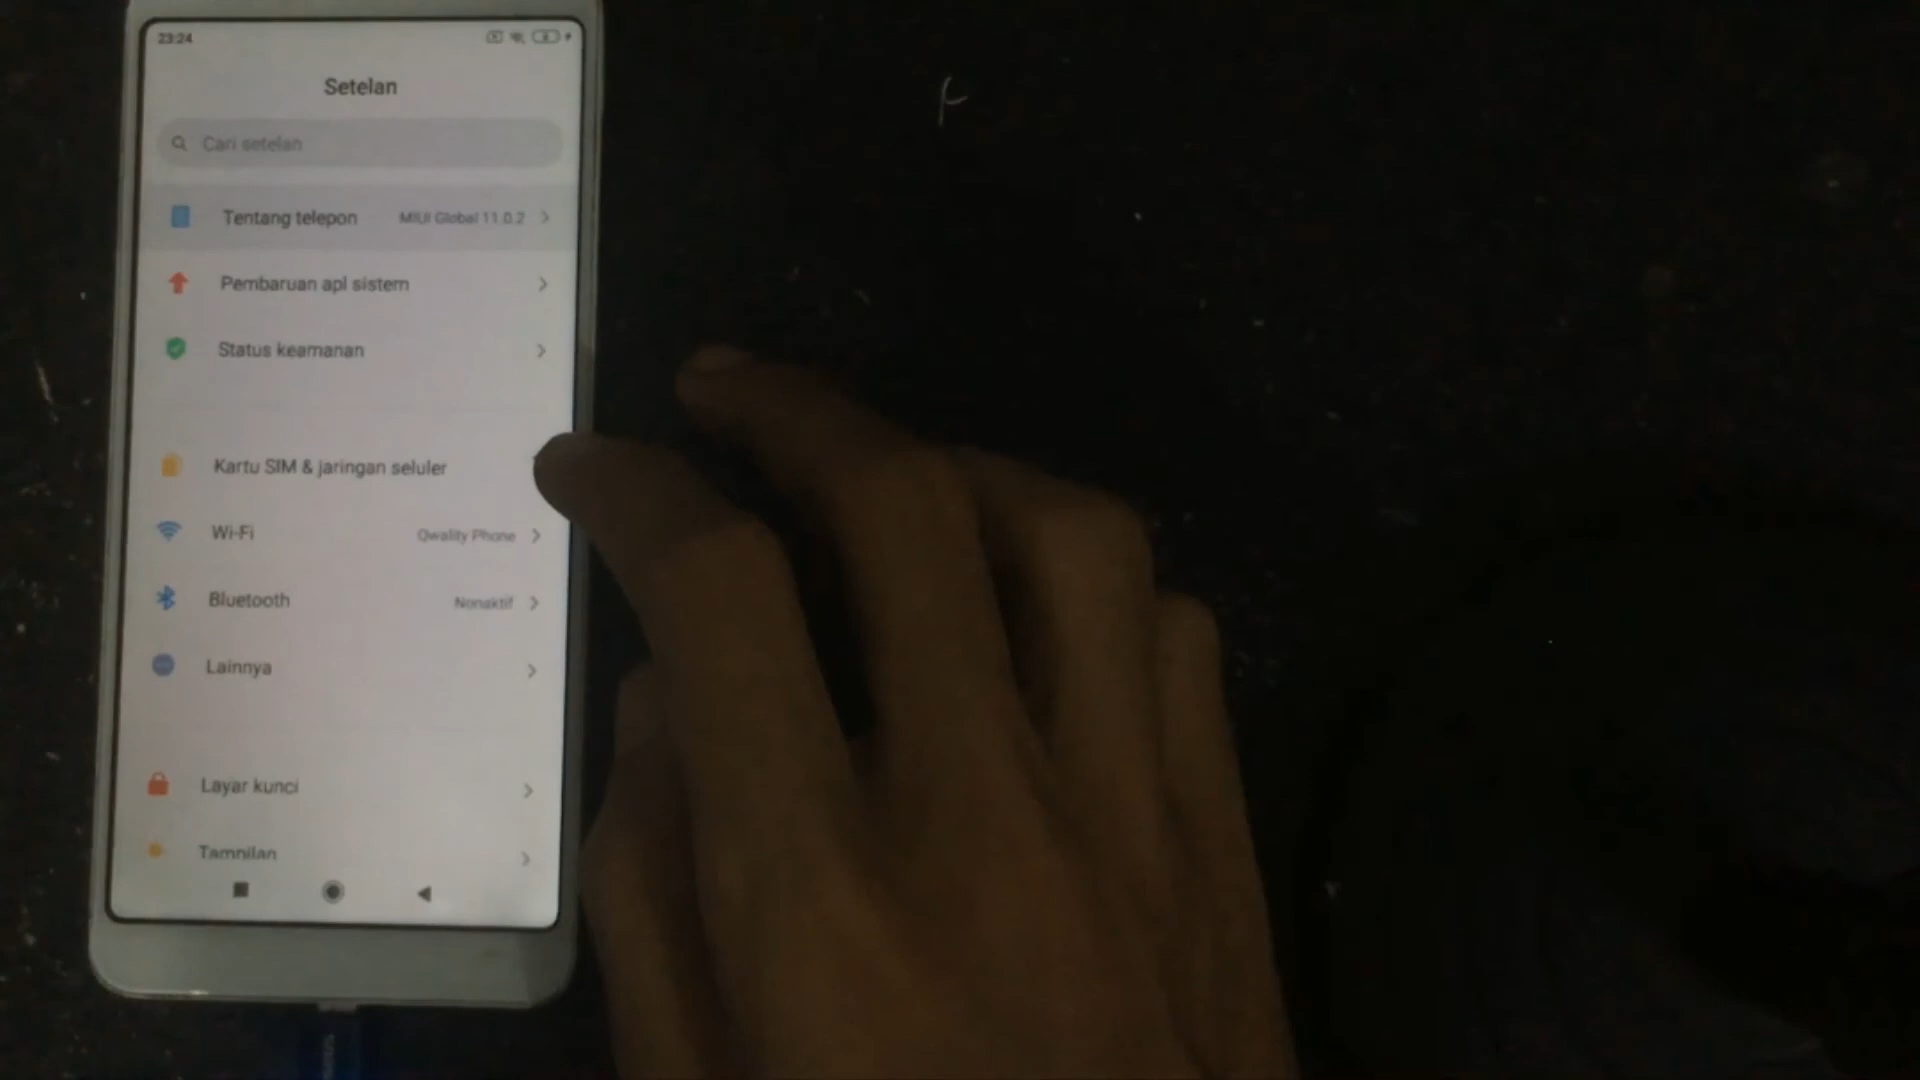 23:24
Setelan
Cari setelan
Tentang telepon MIUI Global 11.0.2
Pembaruan apl sistem
Status keamanan
Kartu SIM & jaringan seluler
Wi-Fi Qwality Phone
Bluetooth Nonaktif
Lainnya
Layar kunci
Tampilan